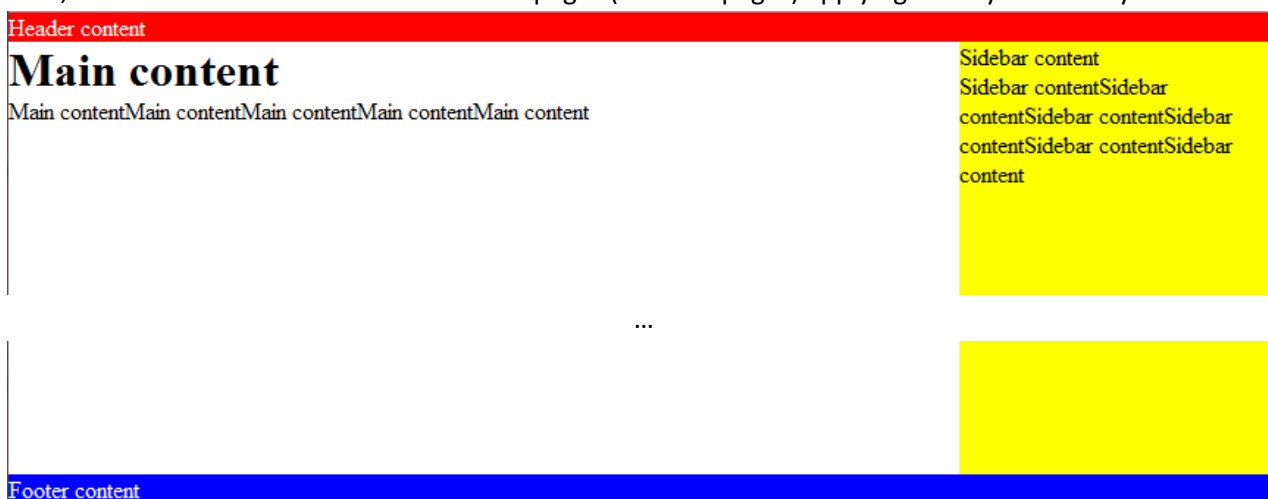 Header content
Main content
Main contentMain contentMain contentMain contentMain content
Sidebar content
Sidebar contentSidebar
contentSidebar contentSidebar
contentSidebar contentSidebar
content
...
Footer content